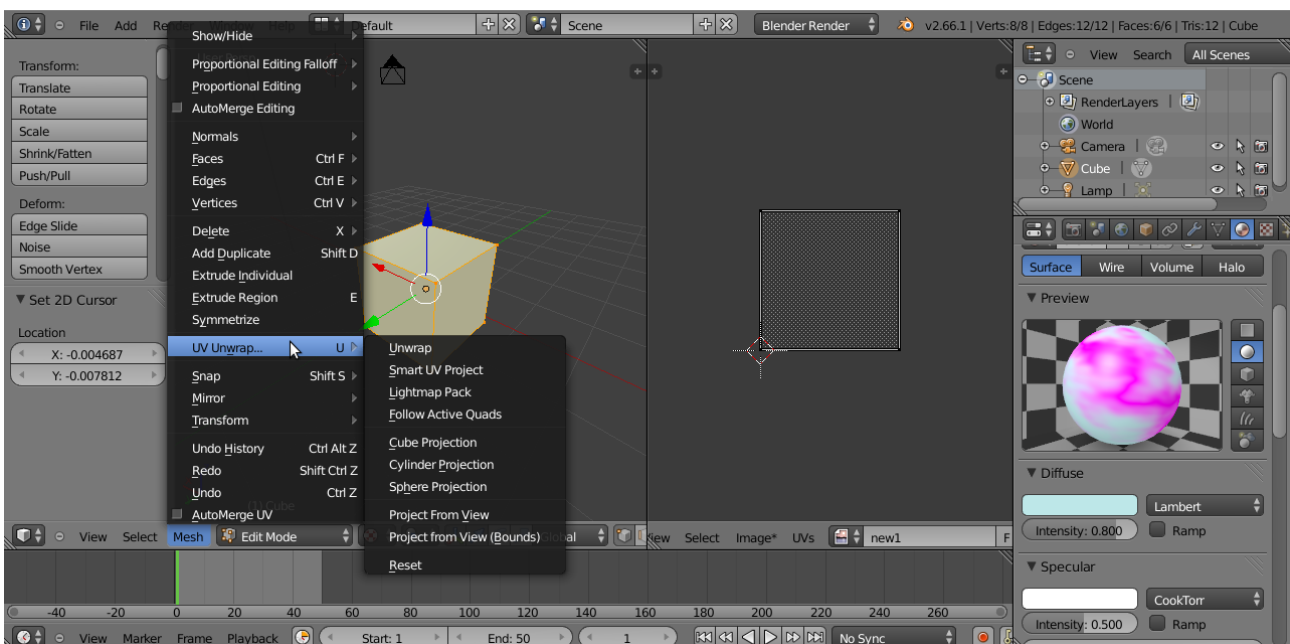 File Add Re
Default
Scene
Blender Render
v2.66.1 | Verts:8/8 | Edges:12/12 | Faces:6/6 | Tris:12 | Cube
Transform:
Translate
Rotate
Scale
Shrink/Fatten
Push/Pull
Deform:
Edge Slide
Noise
Smooth Vertex
Set 2D Cursor
Location
X: -0.004687
Y: -0.007812
Show/Hide
Proportional Editing Falloff
Proportional Editing
AutoMerge Editing
Normals
Faces Ctrl F
Edges Ctrl E
Vertices Ctrl V
Delete X
Add Duplicate Shift D
Extrude Individual
Extrude Region E
Symmetrize
UV Unwrap... U
Snap Shift S
Mirror
Transform
Undo History Ctrl Alt Z
Redo Shift Ctrl Z
Undo Ctrl Z
AutoMerge UV
Unwrap
Smart UV Project
Lightmap Pack
Follow Active Quads
Cube Projection
Cylinder Projection
Sphere Projection
Project From View
Project from View (Bounds)
Reset
View Search All Scenes
Scene
RenderLayers |
World
Camera |
Cube |
Lamp |
Surface Wire Volume Halo
Preview
Diffuse
Lambert
Intensity: 0.800 Ramp
Specular
CookTorr
Intensity: 0.500 Ramp
View Select Mesh Edit Mode
View Select Image* UVs new1 F
-40 -20 0 20 40 60 80 100 120 140 160 180 200 220 240 260
View Marker Frame Playback Start: 1 End: 50 1 No Sync